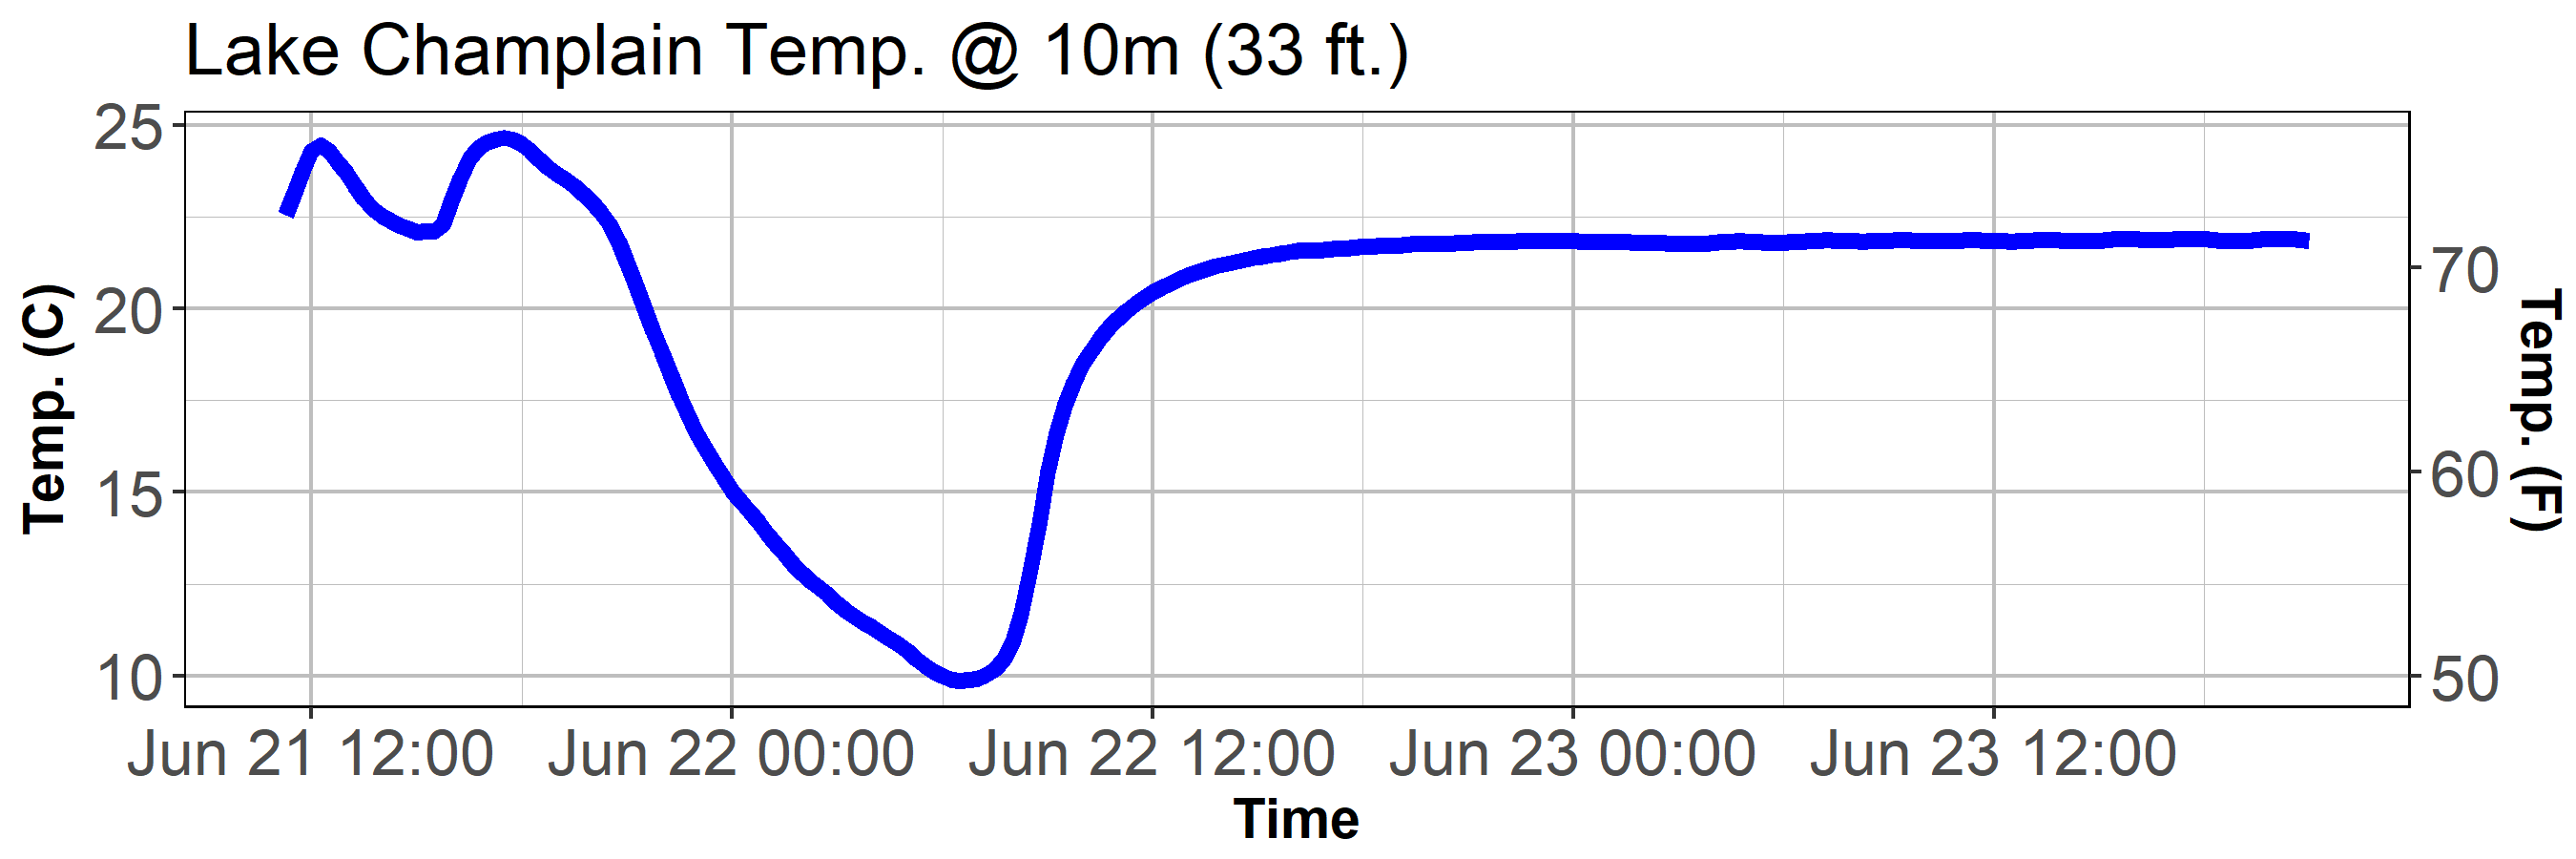 Lake Champlain Temp. @ 10m (33 ft.)
25
20
15
10
Temp. (C)
70
60
50
Temp. (F)
Jun 21 12:00 Jun 22 00:00 Jun 22 12:00 Jun 23 00:00 Jun 23 12:00
Time